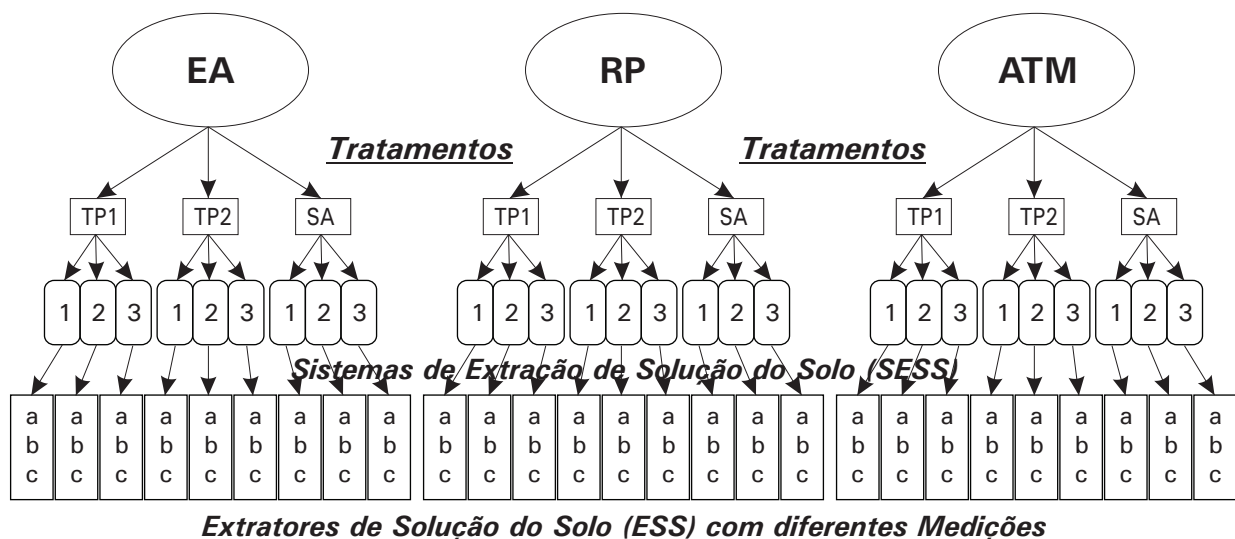 EA RP ATM
Tratamentos Tratamentos
TP1 TP2 SA TP1 TP2 SA TP1 TP2 SA
1 2 3 1 2 3 1 2 3 1 2 3 1 2 3 1 2 3 1 2 3 1 2 3 1 2 3
Sistemas de Extração de Solução do Solo (SESS)
a a a a a a a a a a a a a a a a a a a a a a a a a a a
b b b b b b b b b b b b b b b b b b b b b b b b b b b
c c c c c c c c c c c c c c c c c c c c c c c c c c c
Extratores de Solução do Solo (ESS) com diferentes Medições